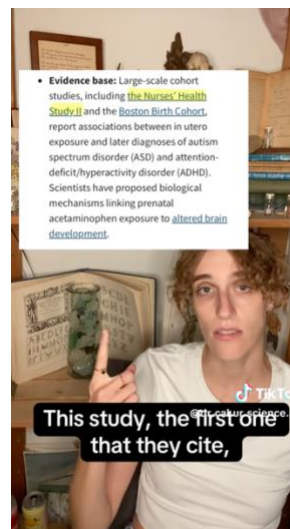 • Evidence base: Large-scale cohort
studies, including the Nurses' Health
Study II and the Boston Birth Cohort,
report associations between in utero
exposure and later diagnoses of autism
spectrum disorder (ASD) and attention-
deficit/hyperactivity disorder (ADHD).
Scientists have proposed biological
mechanisms linking prenatal
acetaminophen exposure to altered brain
development.
TikTo
This study, the first one
that they cite,